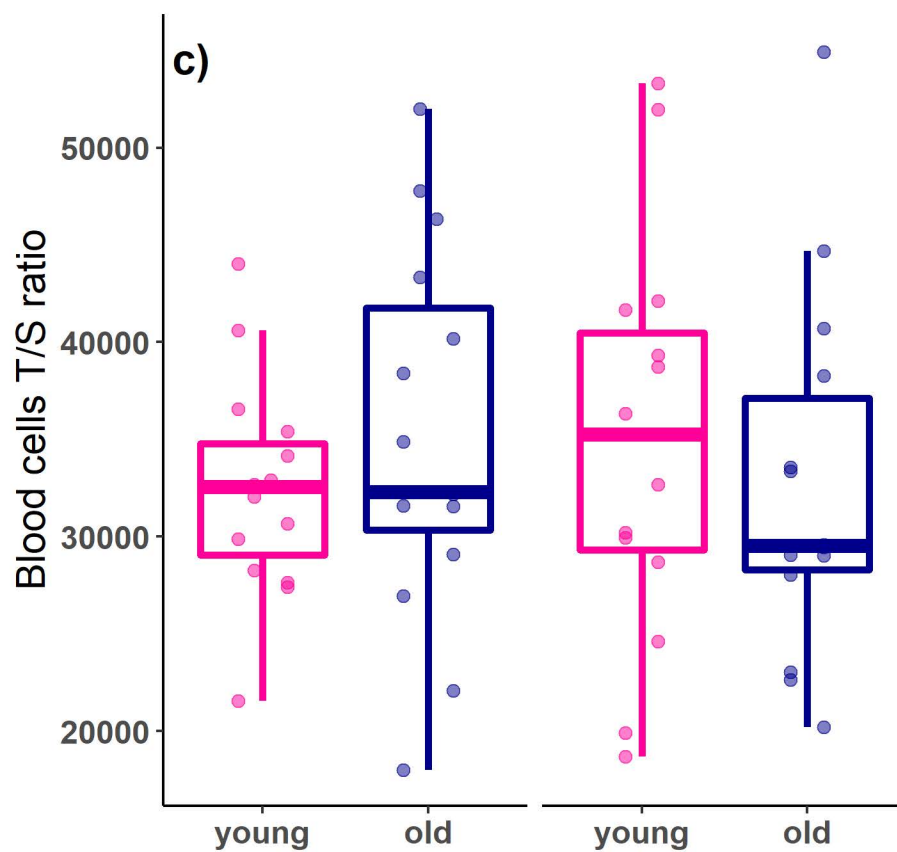 c)
Blood cells T/S ratio
50000
40000
30000
20000
young old young old